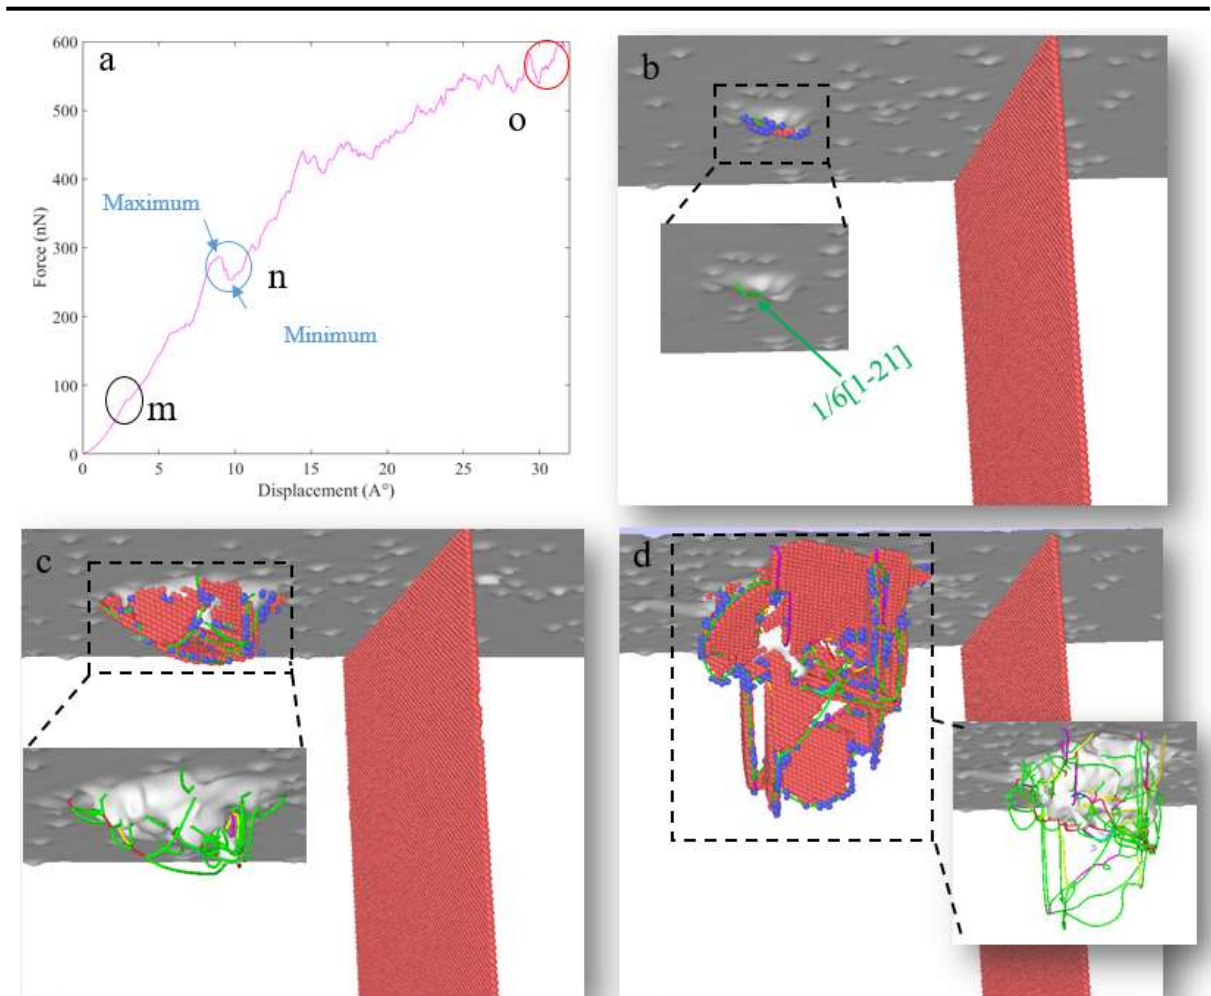 a
600
500
400
300
200
100
0
Force (nN)
Maximum
Minimum
m
n
o
0 5 10 15 20 25 30
Displacement (A°)
b
1/6[1-21]
c
d